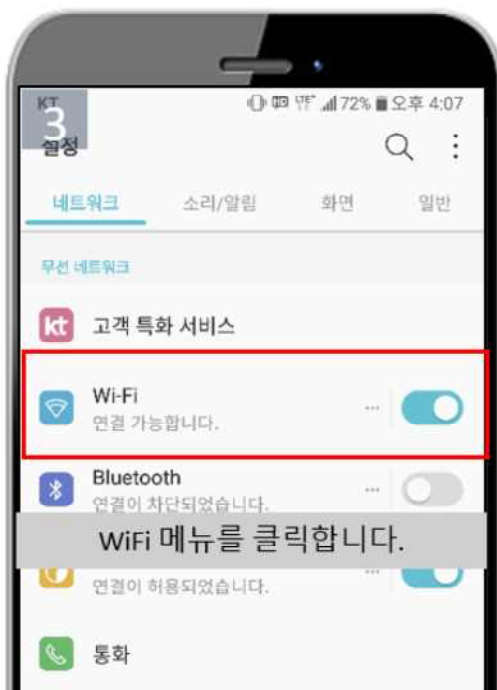 KT 72% 오후 4:07
3
설정
네트워크 소리/알림 화면 일반
무선 네트워크
kt 고객 특화 서비스
Wi-Fi
연결 가능합니다.
Bluetooth
연결이 차단되었습니다.
WiFi 메뉴를 클릭합니다.
연결이 허용되었습니다.
통화